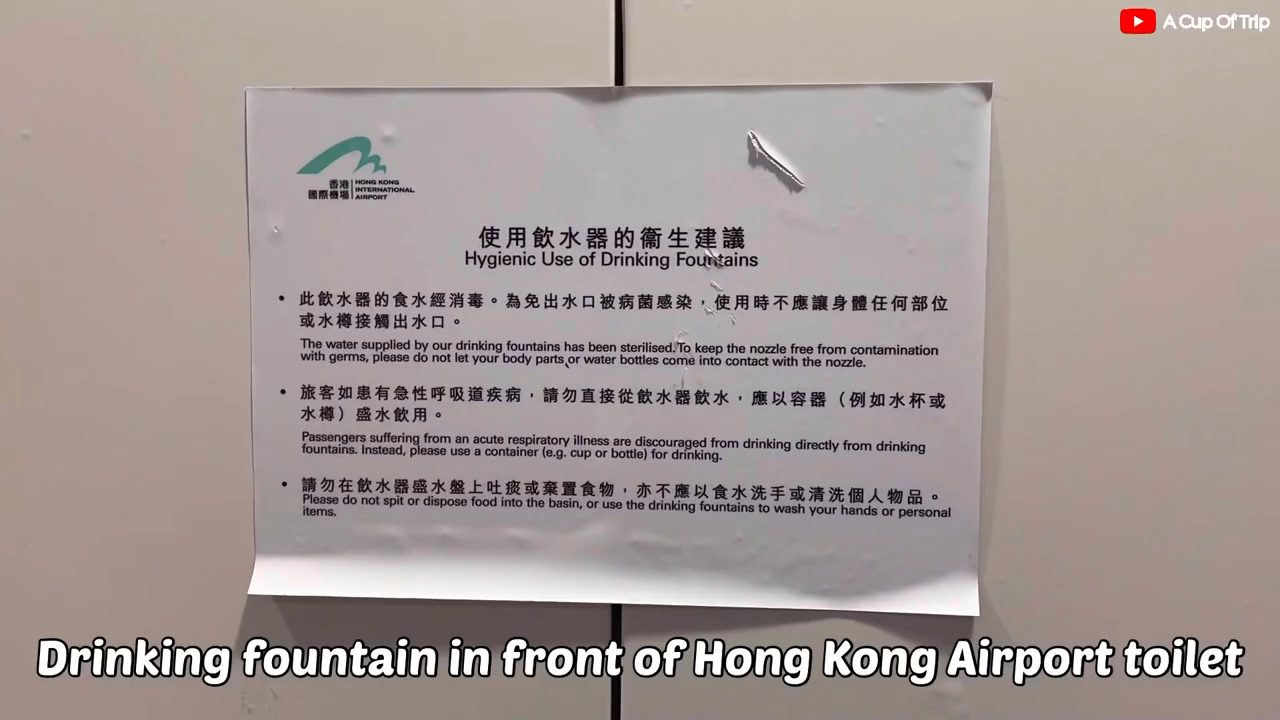 A Cup Of Trip
香港
國際機場
HONG KONG
INTERNATIONAL
AIRPORT
使用飲水器的衞生建議
Hygienic Use of Drinking Fountains
• 此飲水器的食水經消毒。為免出水口被病菌感染，使用時不應讓身體任何部位
或水樽接觸出水口。
The water supplied by our drinking fountains has been sterilised. To keep the nozzle free from contamination
with germs, please do not let your body parts or water bottles come into contact with the nozzle.
• 旅客如患有急性呼吸道疾病，請勿直接從飲水器飲水，應以容器（例如水杯或
水樽）盛水飲用。
Passengers suffering from an acute respiratory illness are discouraged from drinking directly from drinking
fountains. Instead, please use a container (e.g. cup or bottle) for drinking.
• 請勿在飲水器盛水盤上吐痰或棄置食物，亦不應以食水洗手或清洗個人物品。
Please do not spit or dispose food into the basin, or use the drinking fountains to wash your hands or personal
items.
Drinking fountain in front of Hong Kong Airport toilet